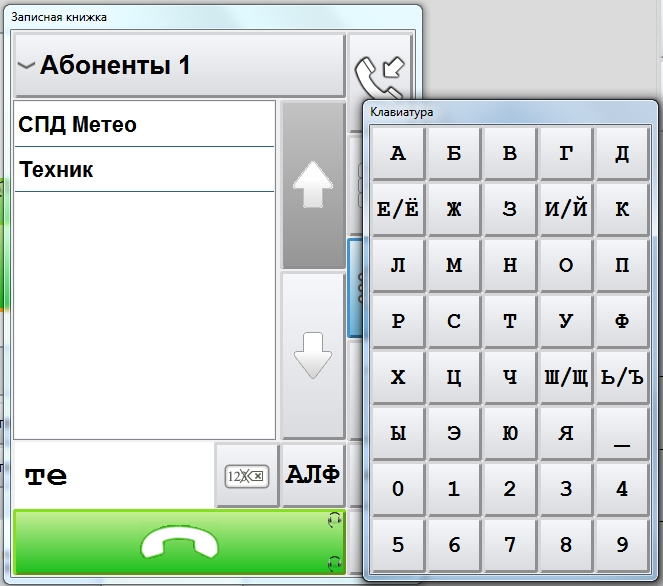 Записная книжка
Абоненты 1
СПД Метео
Техник
те
123
АЛФ
Клавиатура
А Б В Г Д
Е/Ё Ж З И/Й К
Л М Н О П
Р С Т У Ф
Х Ц Ч Ш/Щ Ь/Ъ
Ы Э Ю Я _
0 1 2 3 4
5 6 7 8 9